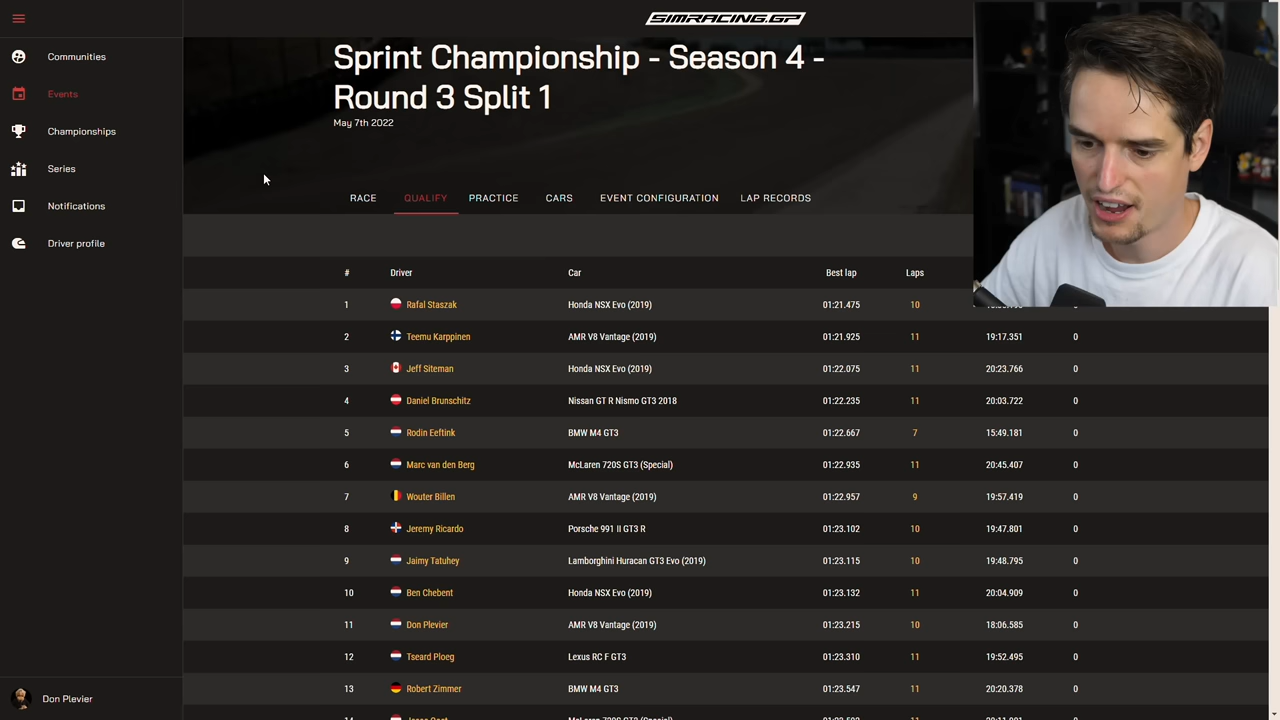 SIMRACING.GP
Communities
Events
Championships
Series
Notifications
Driver profile
Don Plevier
Sprint Championship - Season 4 -
Round 3 Split 1
May 7th 2022
RACE QUALIFY PRACTICE CARS EVENT CONFIGURATION LAP RECORDS
# Driver Car Best lap Laps
1 Rafal Staszak Honda NSX Evo (2019) 01:21.475 10
2 Teemu Karppinen AMR V8 Vantage (2019) 01:21.925 11 19:17.351 0
3 Jeff Siteman Honda NSX Evo (2019) 01:22.075 11 20:23.766 0
4 Daniel Brunschitz Nissan GT R Nismo GT3 2018 01:22.235 11 20:03.722 0
5 Rodin Eeftink BMW M4 GT3 01:22.667 7 15:49.181 0
6 Marc van den Berg McLaren 720S GT3 (Special) 01:22.935 11 20:45.407 0
7 Wouter Billen AMR V8 Vantage (2019) 01:22.957 9 19:57.419 0
8 Jeremy Ricardo Porsche 991 II GT3 R 01:23.102 10 19:47.801 0
9 Jaimy Tatuhey Lamborghini Huracan GT3 Evo (2019) 01:23.115 10 19:48.795 0
10 Ben Chebent Honda NSX Evo (2019) 01:23.132 11 20:04.909 0
11 Don Plevier AMR V8 Vantage (2019) 01:23.215 10 18:06.585 0
12 Tseard Ploeg Lexus RC F GT3 01:23.310 11 19:52.495 0
13 Robert Zimmer BMW M4 GT3 01:23.547 11 20:20.378 0